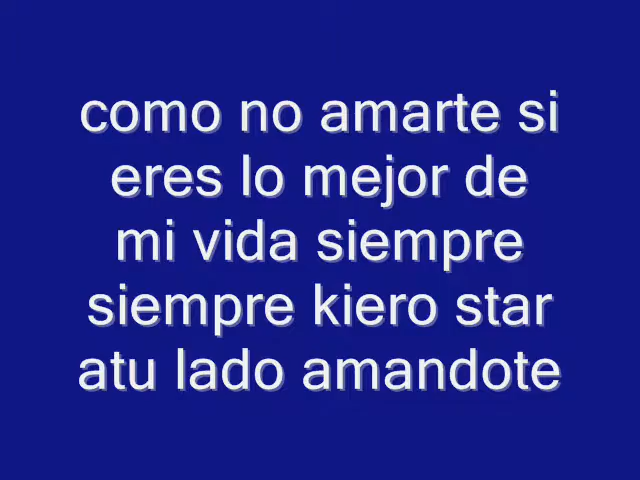 como no amarte si
eres lo mejor de
mi vida siempre
siempre kiero star
atu lado amandote